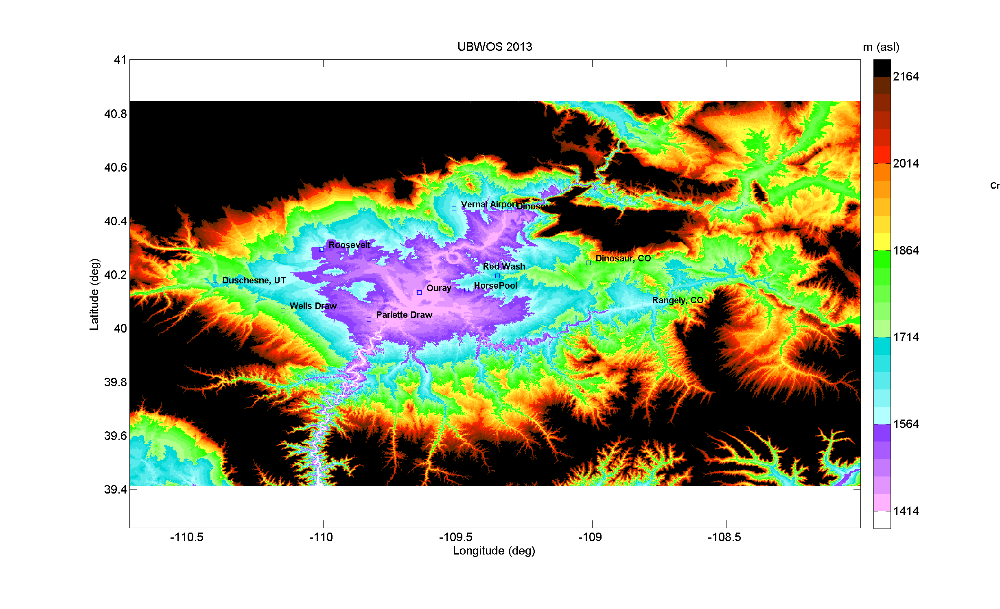 UBWOS 2013
m (asl)
41
40.8
40.6
40.4
40.2
40
39.8
39.6
39.4
Latitude (deg)
-110.5
-110
-109.5
-109
-108.5
Longitude (deg)
2164
2014
1864
1714
1564
1414
Cr
Vernal Airport
Roosevelt
Dinosaur, CO
Red Wash
Duschesne, UT
HorsePool
Ouray
Rangely, CO
Wells Draw
Pariette Draw